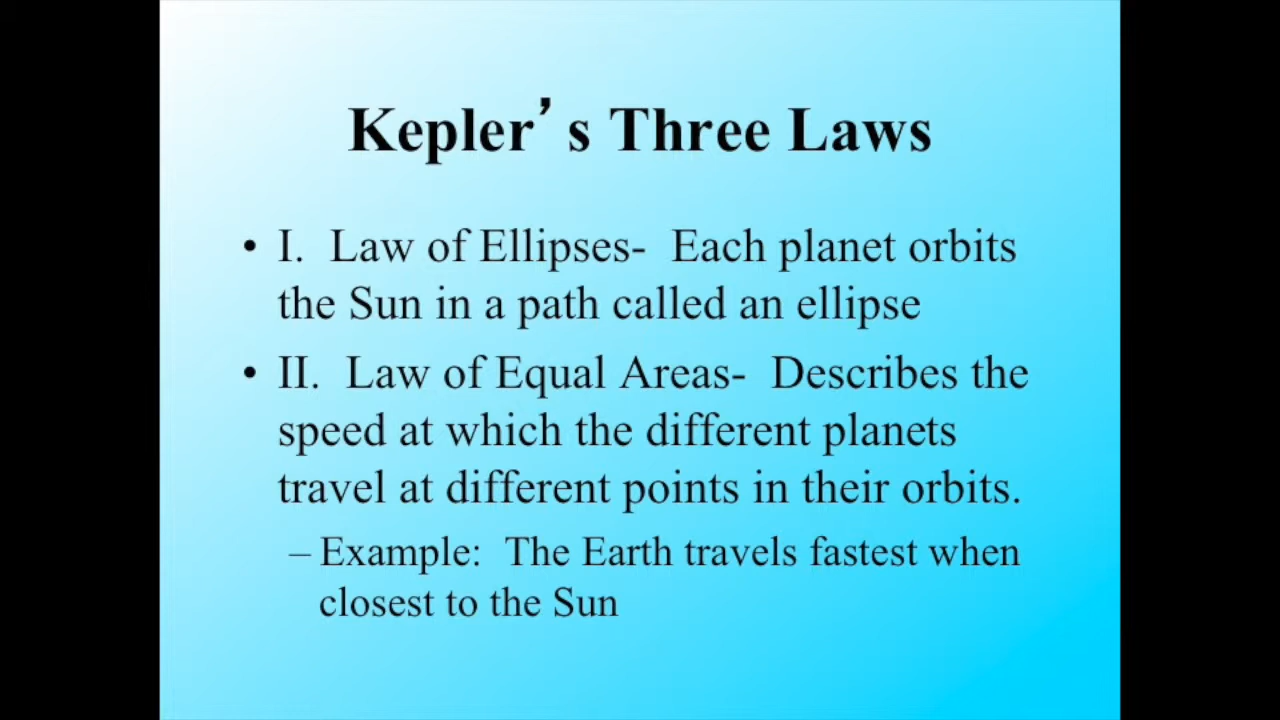 Kepler’s Three Laws
• I. Law of Ellipses- Each planet orbits
the Sun in a path called an ellipse
• II. Law of Equal Areas- Describes the
speed at which the different planets
travel at different points in their orbits.
– Example: The Earth travels fastest when
closest to the Sun